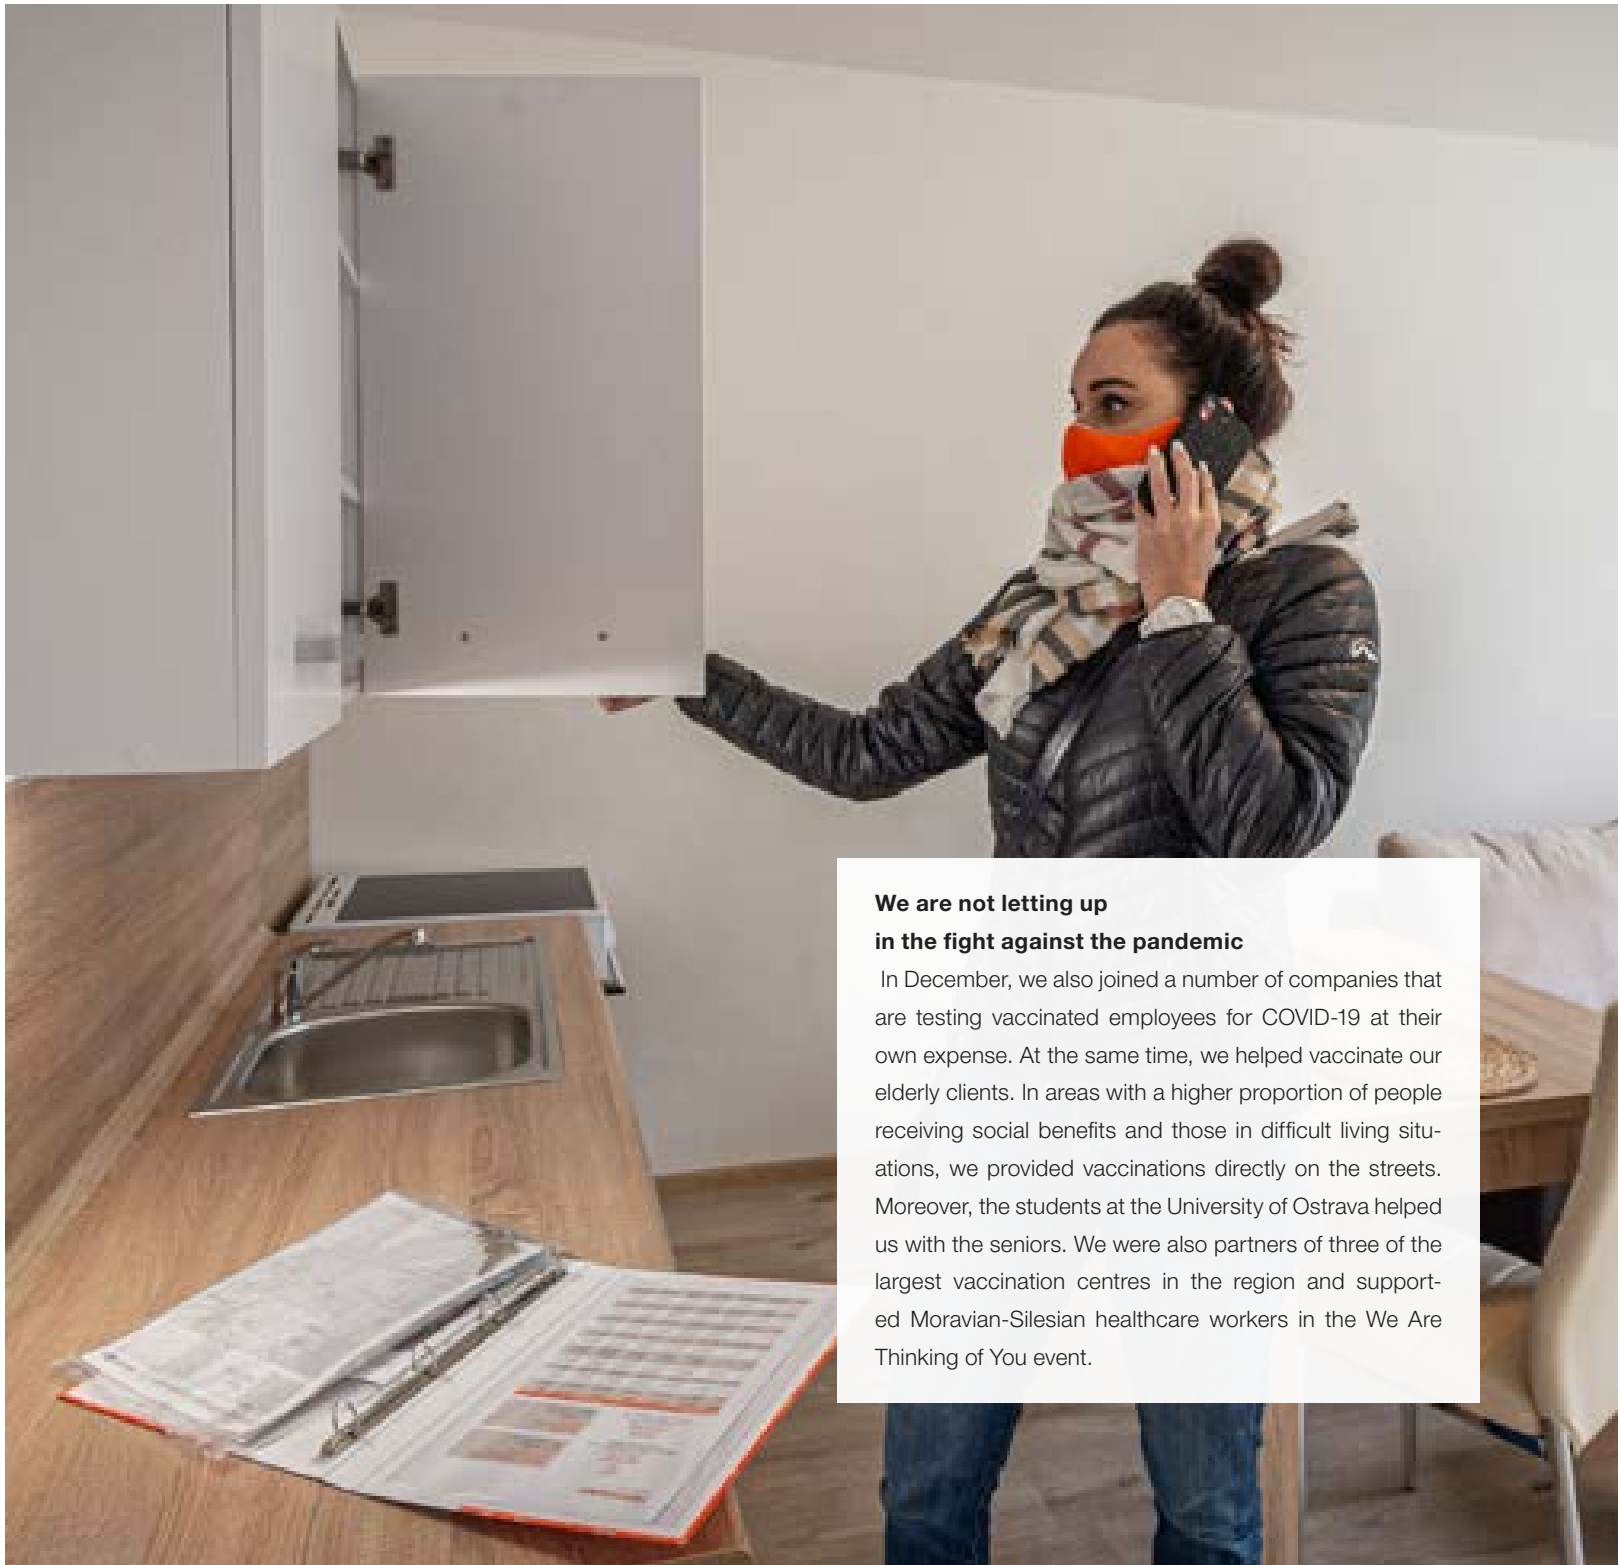 We are not letting up
in the fight against the pandemic
In December, we also joined a number of companies that
are testing vaccinated employees for COVID-19 at their
own expense. At the same time, we helped vaccinate our
elderly clients. In areas with a higher proportion of people
receiving social benefits and those in difficult living situ-
ations, we provided vaccinations directly on the streets.
Moreover, the students at the University of Ostrava helped
us with the seniors. We were also partners of three of the
largest vaccination centres in the region and support-
ed Moravian-Silesian healthcare workers in the We Are
Thinking of You event.